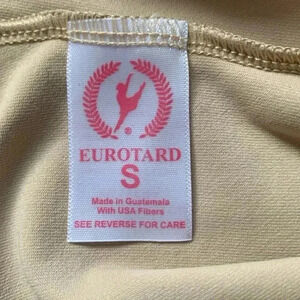 ®
EUROTARD
S
Made in Guatemala
With USA Fibers
SEE REVERSE FOR CARE